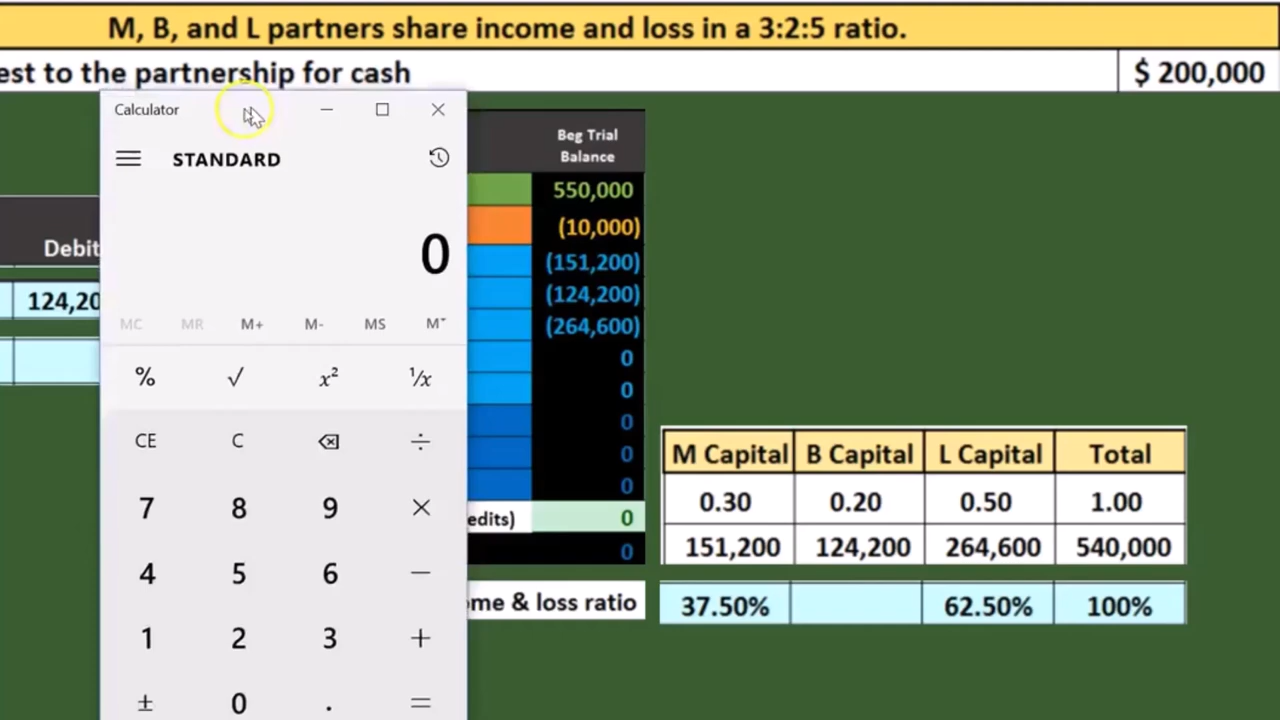 M, B, and L partners share income and loss in a 3:2:5 ratio.
est to the partnership for cash
$ 200,000
Calculator
STANDARD
0
MC MR M+ M- MS M˅
% √ x² ¹/x
CE C ⌫ ÷
7 8 9 ×
4 5 6 −
1 2 3 +
± 0 . =
Debit
124,20
Beg Trial
Balance
550,000
(10,000)
(151,200)
(124,200)
(264,600)
0
0
0
0
0
edits) 0
0
ome & loss ratio
M Capital B Capital L Capital Total
0.30 0.20 0.50 1.00
151,200 124,200 264,600 540,000
37.50% 62.50% 100%